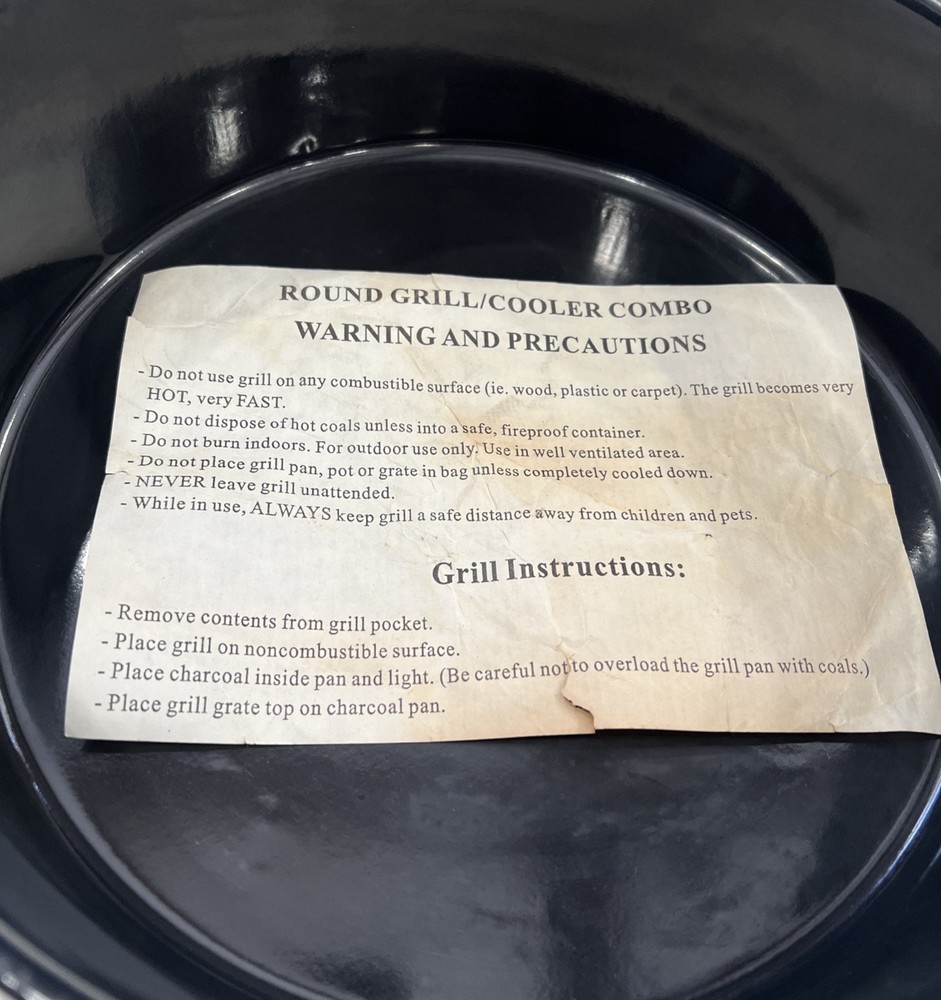 ROUND GRILL/COOLER COMBO
WARNING AND PRECAUTIONS
- Do not use grill on any combustible surface (ie. wood, plastic or carpet). The grill becomes very
HOT, very FAST.
- Do not dispose of hot coals unless into a safe, fireproof container.
- Do not burn indoors. For outdoor use only. Use in well ventilated area.
- Do not place grill pan, pot or grate in bag unless completely cooled down.
- NEVER leave grill unattended.
- While in use, ALWAYS keep grill a safe distance away from children and pets.
Grill Instructions:
- Remove contents from grill pocket.
- Place grill on noncombustible surface.
- Place charcoal inside pan and light. (Be careful not to overload the grill pan with coals.)
- Place grill grate top on charcoal pan.